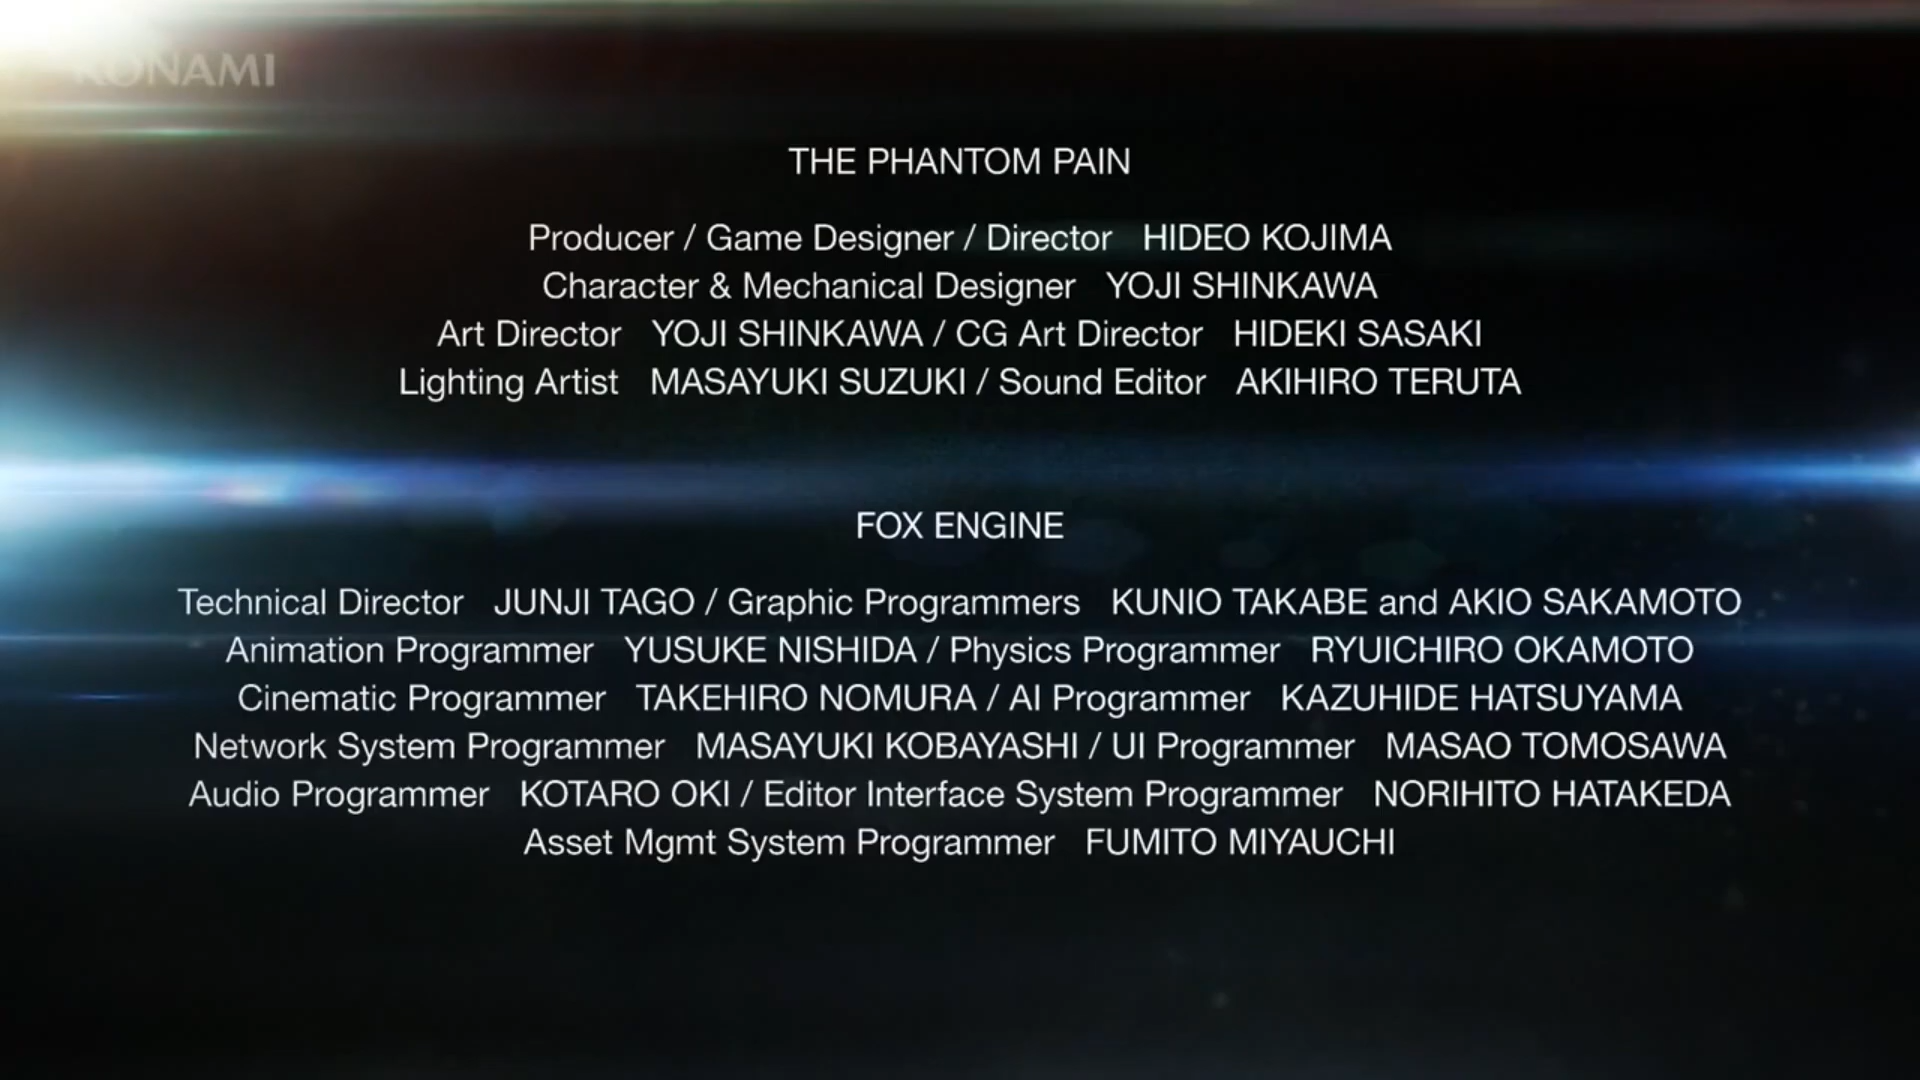 KONAMI
THE PHANTOM PAIN
Producer / Game Designer / Director HIDEO KOJIMA
Character & Mechanical Designer YOJI SHINKAWA
Art Director YOJI SHINKAWA / CG Art Director HIDEKI SASAKI
Lighting Artist MASAYUKI SUZUKI / Sound Editor AKIHIRO TERUTA
FOX ENGINE
Technical Director JUNJI TAGO / Graphic Programmers KUNIO TAKABE and AKIO SAKAMOTO
Animation Programmer YUSUKE NISHIDA / Physics Programmer RYUICHIRO OKAMOTO
Cinematic Programmer TAKEHIRO NOMURA / AI Programmer KAZUHIDE HATSUYAMA
Network System Programmer MASAYUKI KOBAYASHI / UI Programmer MASAO TOMOSAWA
Audio Programmer KOTARO OKI / Editor Interface System Programmer NORIHITO HATAKEDA
Asset Mgmt System Programmer FUMITO MIYAUCHI